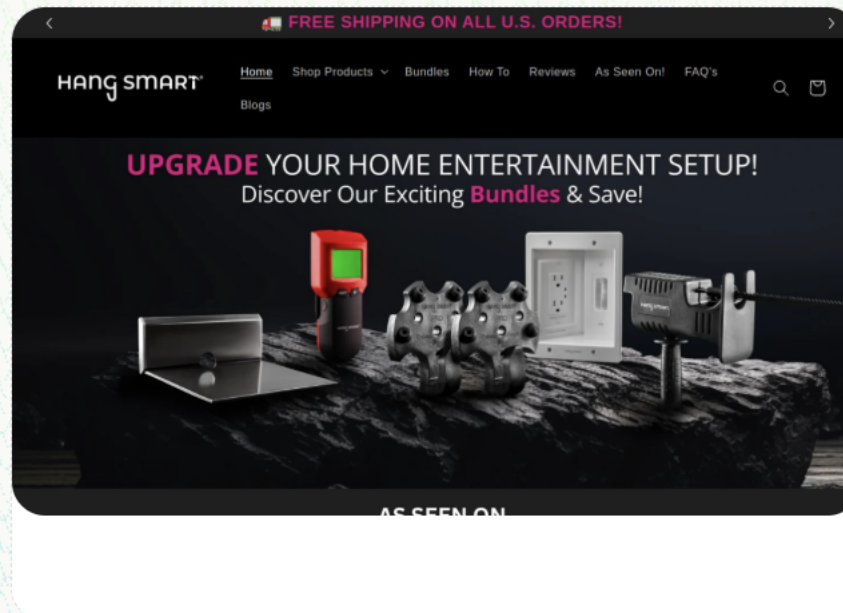 FREE SHIPPING ON ALL U.S. ORDERS!
HANG SMART
Home Shop Products Bundles How To Reviews As Seen On! FAQ's
Blogs
UPGRADE YOUR HOME ENTERTAINMENT SETUP!
Discover Our Exciting Bundles & Save!
AS SEEN ON